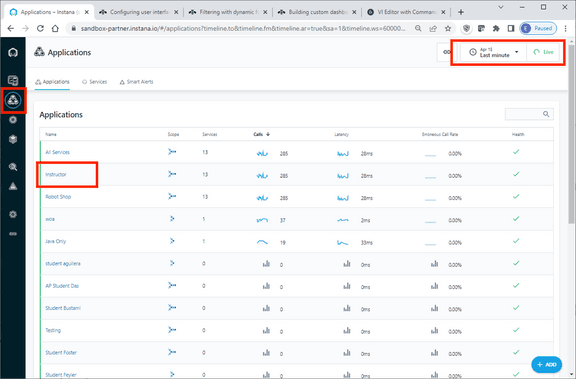 Applications – Instana (o
Configuring user interfa
Filtering with dynamic f
Building custom dashbo
VI Editor with Comman
sandbox-partner.instana.io/#/applications?timeline.to&timeline.fm&timeline.ar=true&sa=1&timeline.ws=60000...
E
Paused
Applications
Apr 13
Last minute
Live
Applications
Services
Smart Alerts
Applications
Name Scope Services Calls ↓ Latency Erroneous Call Rate Health
All Services 13 285 28ms 0.00%
Instructor 13 285 28ms 0.00%
Robot Shop 13 285 28ms 0.00%
woa 1 37 2ms 0.00%
Java Only 1 19 33ms 0.00%
student aguilera 0 0 0ms 0.00%
AP Student Das 0 0 0ms 0.00%
Student Bustami 0 0 0ms 0.00%
Testing 0 0 0ms 0.00%
Student Foster 0 0 0ms 0.00%
Student Feyler 0 0 0ms 0.00%
+ ADD